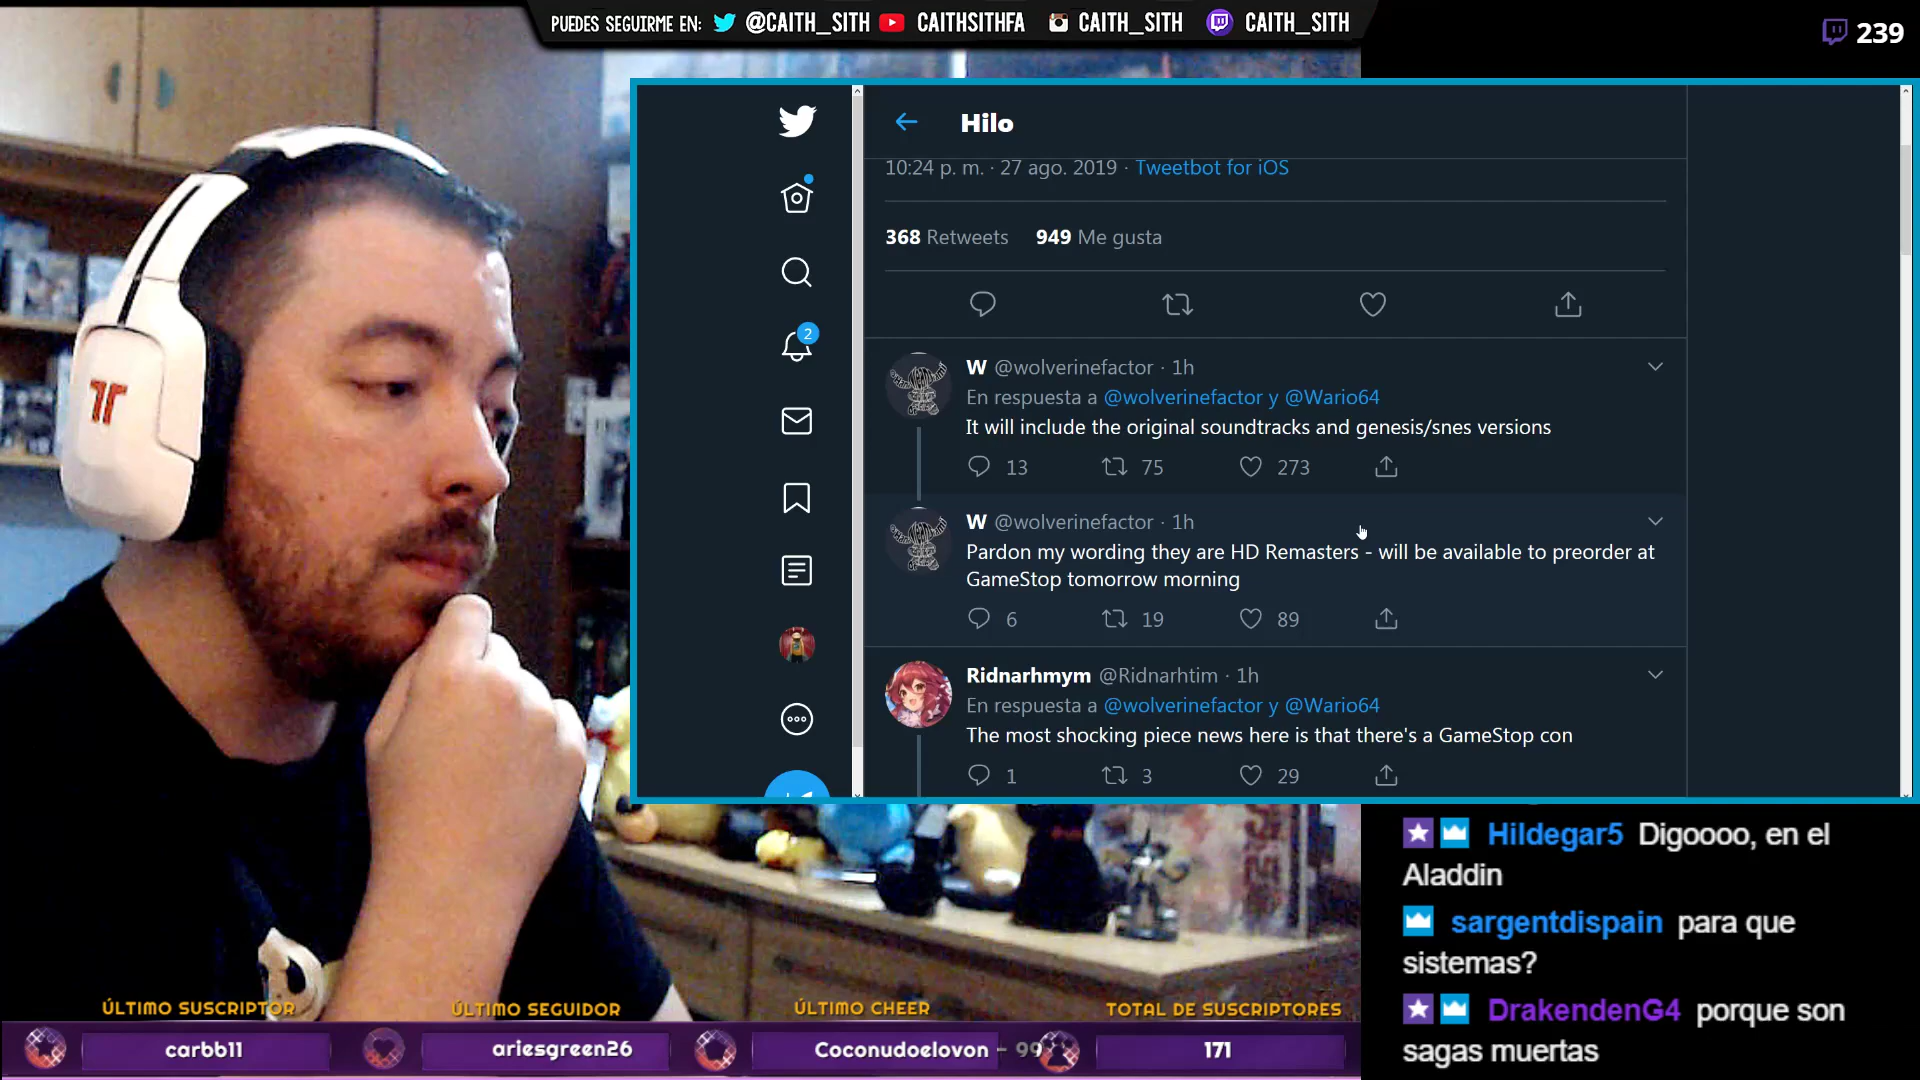 PUEDES SEGUIRME EN: @CAITH_SITH CAITHSITHFA CAITH_SITH CAITH_SITH
239
Hilo
10:24 p. m. · 27 ago. 2019 · Tweetbot for iOS
368 Retweets 949 Me gusta
2
W @wolverinefactor · 1h
En respuesta a @wolverinefactor y @Wario64
It will include the original soundtracks and genesis/snes versions
13 75 273
W @wolverinefactor · 1h
Pardon my wording they are HD Remasters - will be available to preorder at
GameStop tomorrow morning
6 19 89
Ridnarhmym @Ridnarhtim · 1h
En respuesta a @wolverinefactor y @Wario64
The most shocking piece news here is that there's a GameStop con
1 3 29
Hildegar5 Digoooo, en el
Aladdin
sargentdispain para que
sistemas?
DrakendenG4 porque son
sagas muertas
ÚLTIMO SUSCRIPTOR ÚLTIMO SEGUIDOR ÚLTIMO CHEER TOTAL DE SUSCRIPTORES
carbb11 ariesgreen26 Coconudoelovon - 99 171